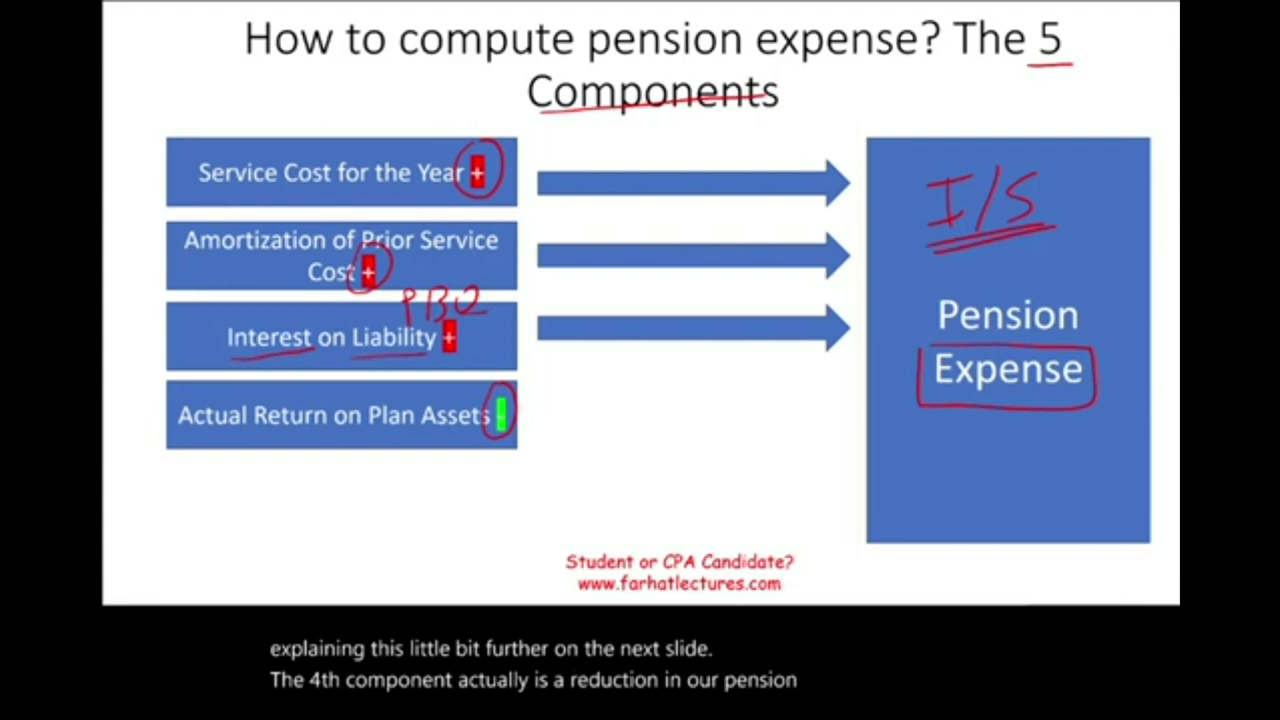 How to compute pension expense? The 5
Components
Service Cost for the Year +
Amortization of Prior Service
Cost +
PBO
Interest on Liability +
Actual Return on Plan Assets -
I/S
Pension
Expense
Student or CPA Candidate?
www.farhatlectures.com
explaining this little bit further on the next slide.
The 4th component actually is a reduction in our pension